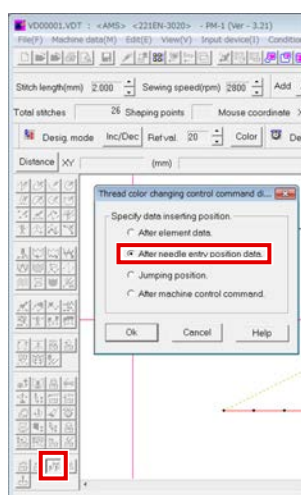 VD00001.VDT : <AMS> <221EN-3020> - PM-1 (Ver - 3.21)
File(F) Machine data(M) Edit(E) View(V) Input device(I) Condition
Stitch length(mm) 2.000 Sewing speed(rpm) 2800 Add
Total stitches 26 Shaping points Mouse coordinate X
Desig. mode Inc/Dec Ref val. 20 Color De
Distance XY (mm)
Thread color changing control command di...
Specify data inserting position.
After element data.
After needle entry position data.
Jumping position.
After machine control command.
Ok Cancel Help